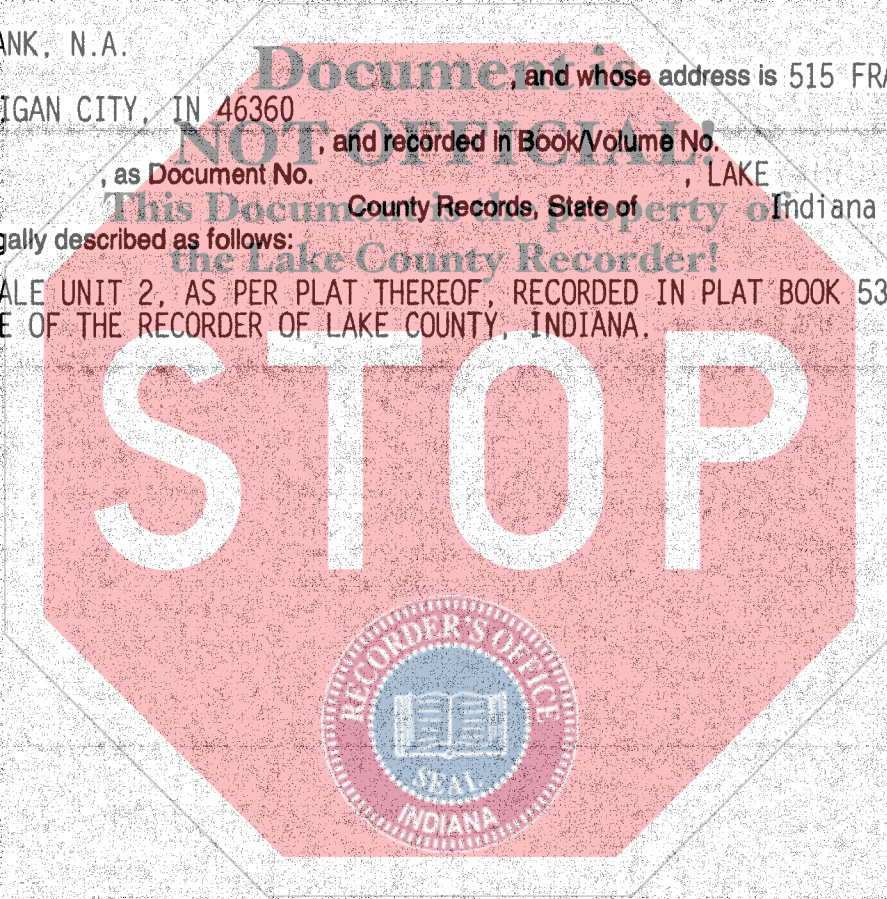 ANK, N.A.
Document is
, and whose address is 515 FRA
IGAN CITY, IN 46360
NOT OFFICIAL!
, and recorded in Book/Volume No.
, as Document No. , LAKE
This Document is the property of
County Records, State of Indiana
gally described as follows:
the Lake County Recorder!
ALE UNIT 2, AS PER PLAT THEREOF, RECORDED IN PLAT BOOK 53
E OF THE RECORDER OF LAKE COUNTY, INDIANA.
STOP
RECORDER'S OFFICE
SEAL
INDIANA